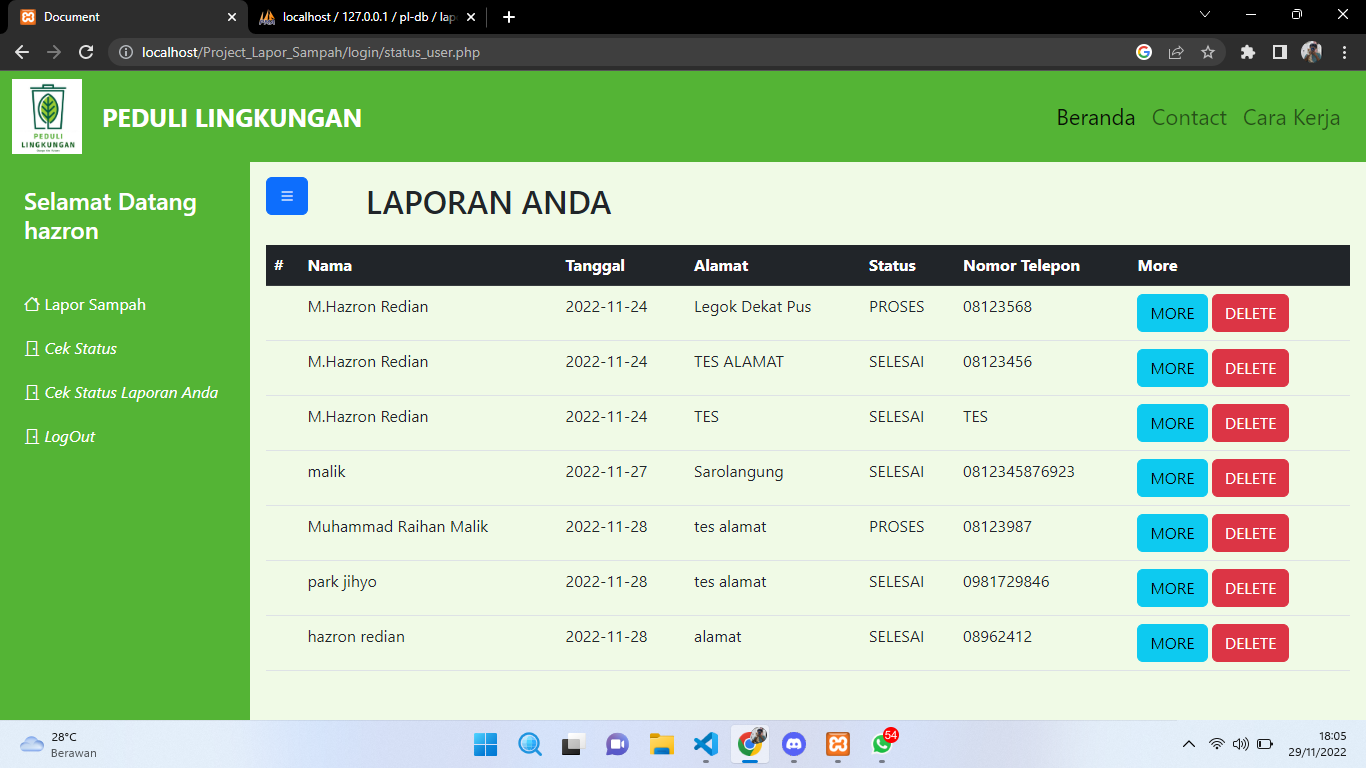 Document
localhost / 127.0.0.1 / pl-db / lap
localhost/Project_Lapor_Sampah/login/status_user.php
PEDULI
LINGKUNGAN
PEDULI LINGKUNGAN
Beranda Contact Cara Kerja
Selamat Datang
hazron
Lapor Sampah
Cek Status
Cek Status Laporan Anda
LogOut
LAPORAN ANDA
# Nama Tanggal Alamat Status Nomor Telepon More
M.Hazron Redian 2022-11-24 Legok Dekat Pus PROSES 08123568 MORE DELETE
M.Hazron Redian 2022-11-24 TES ALAMAT SELESAI 08123456 MORE DELETE
M.Hazron Redian 2022-11-24 TES SELESAI TES MORE DELETE
malik 2022-11-27 Sarolangung SELESAI 0812345876923 MORE DELETE
Muhammad Raihan Malik 2022-11-28 tes alamat PROSES 08123987 MORE DELETE
park jihyo 2022-11-28 tes alamat SELESAI 0981729846 MORE DELETE
hazron redian 2022-11-28 alamat SELESAI 08962412 MORE DELETE
28°C
Berawan
54
18:05
29/11/2022